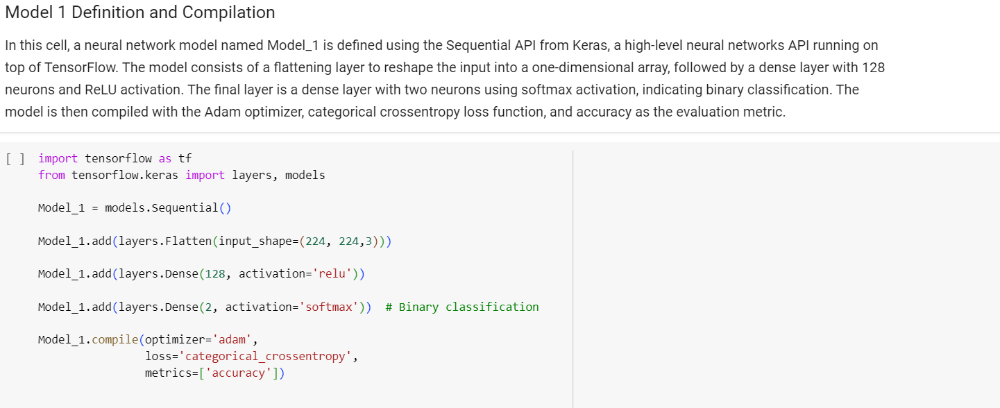 Model 1 Definition and Compilation
In this cell, a neural network model named Model_1 is defined using the Sequential API from Keras, a high-level neural networks API running on
top of TensorFlow. The model consists of a flattening layer to reshape the input into a one-dimensional array, followed by a dense layer with 128
neurons and ReLU activation. The final layer is a dense layer with two neurons using softmax activation, indicating binary classification. The
model is then compiled with the Adam optimizer, categorical crossentropy loss function, and accuracy as the evaluation metric.
[ ] import tensorflow as tf
from tensorflow.keras import layers, models
Model_1 = models.Sequential()
Model_1.add(layers.Flatten(input_shape=(224, 224,3)))
Model_1.add(layers.Dense(128, activation='relu'))
Model_1.add(layers.Dense(2, activation='softmax'))  # Binary classification
Model_1.compile(optimizer='adam',
loss='categorical_crossentropy',
metrics=['accuracy'])